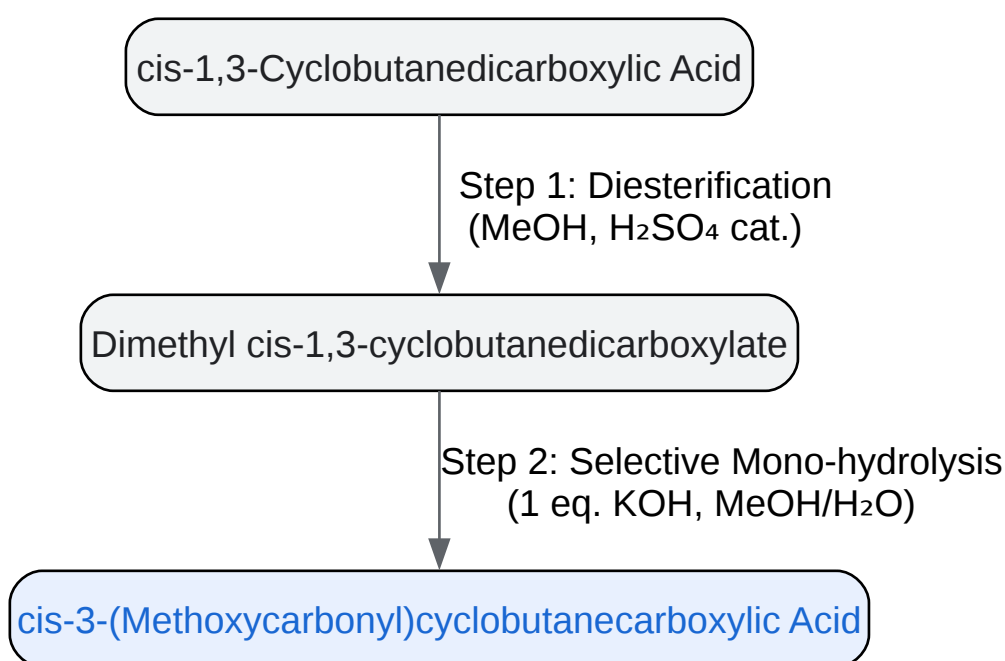 cis-1,3-Cyclobutanedicarboxylic Acid
Step 1: Diesterification
(MeOH, H₂SO₄ cat.)
Dimethyl cis-1,3-cyclobutanedicarboxylate
Step 2: Selective Mono-hydrolysis
(1 eq. KOH, MeOH/H₂O)
cis-3-(Methoxycarbonyl)cyclobutanecarboxylic Acid